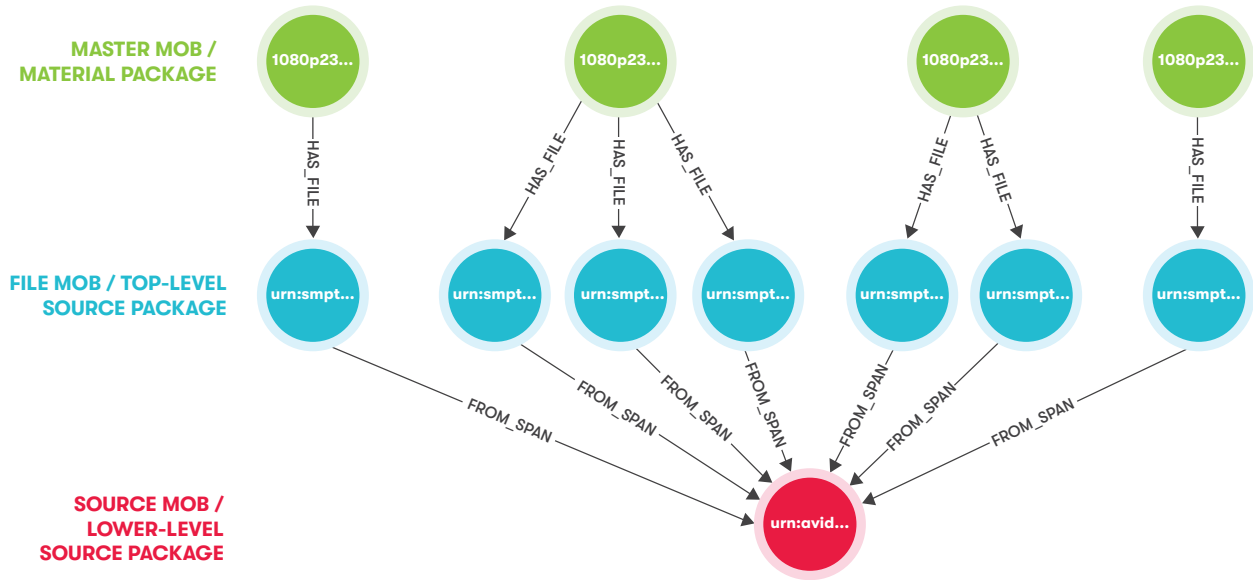 MASTER MOB /
MATERIAL PACKAGE
1080p23...
1080p23...
1080p23...
1080p23...
HAS_FILE
HAS_FILE
HAS_FILE
HAS_FILE
HAS_FILE
HAS_FILE
HAS_FILE
FILE MOB / TOP-LEVEL
SOURCE PACKAGE
urn:smpt...
urn:smpt...
urn:smpt...
urn:smpt...
urn:smpt...
urn:smpt...
urn:smpt...
FROM_SPAN
FROM_SPAN
FROM_SPAN
FROM_SPAN
FROM_SPAN
FROM_SPAN
FROM_SPAN
SOURCE MOB /
LOWER-LEVEL
SOURCE PACKAGE
urn:avid...